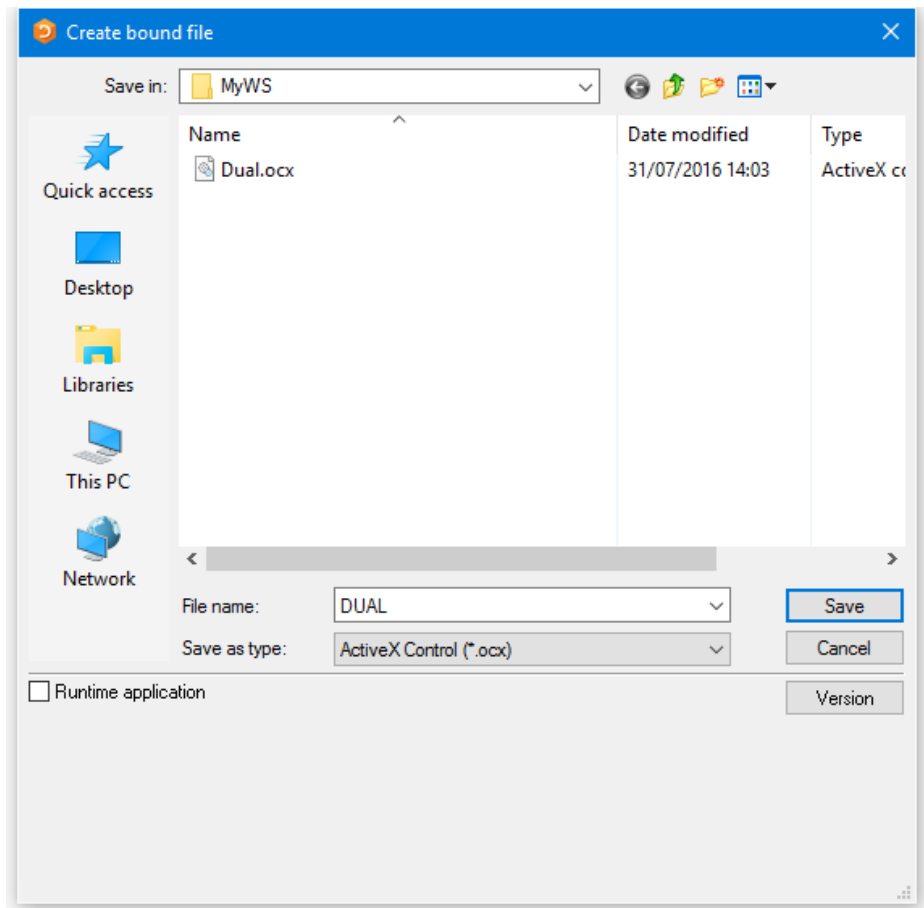 Create bound file
Save in: MyWS
Name Date modified Type
Dual.ocx 31/07/2016 14:03 ActiveX co
Quick access
Desktop
Libraries
This PC
Network
File name: DUAL Save
Save as type: ActiveX Control (*.ocx) Cancel
Runtime application Version